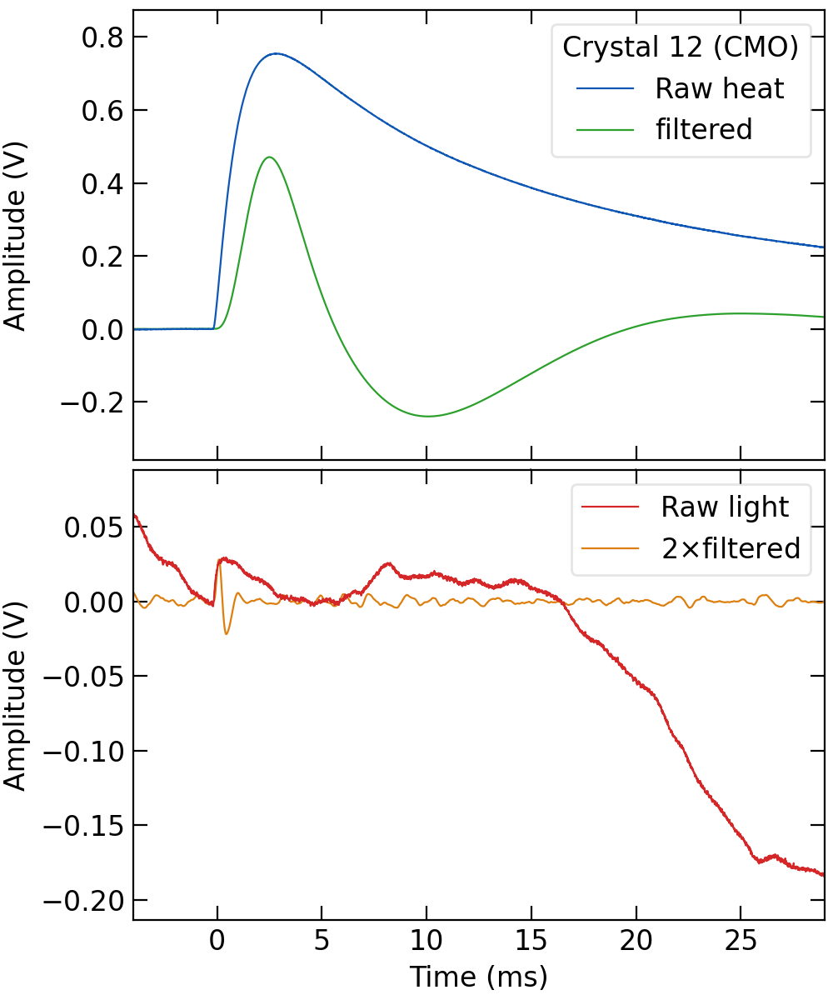 Crystal 12 (CMO)
Raw heat
filtered
Amplitude (V)
0.8
0.6
0.4
0.2
0.0
−0.2
Raw light
2×filtered
Amplitude (V)
0.05
0.00
−0.05
−0.10
−0.15
−0.20
0 5 10 15 20 25
Time (ms)